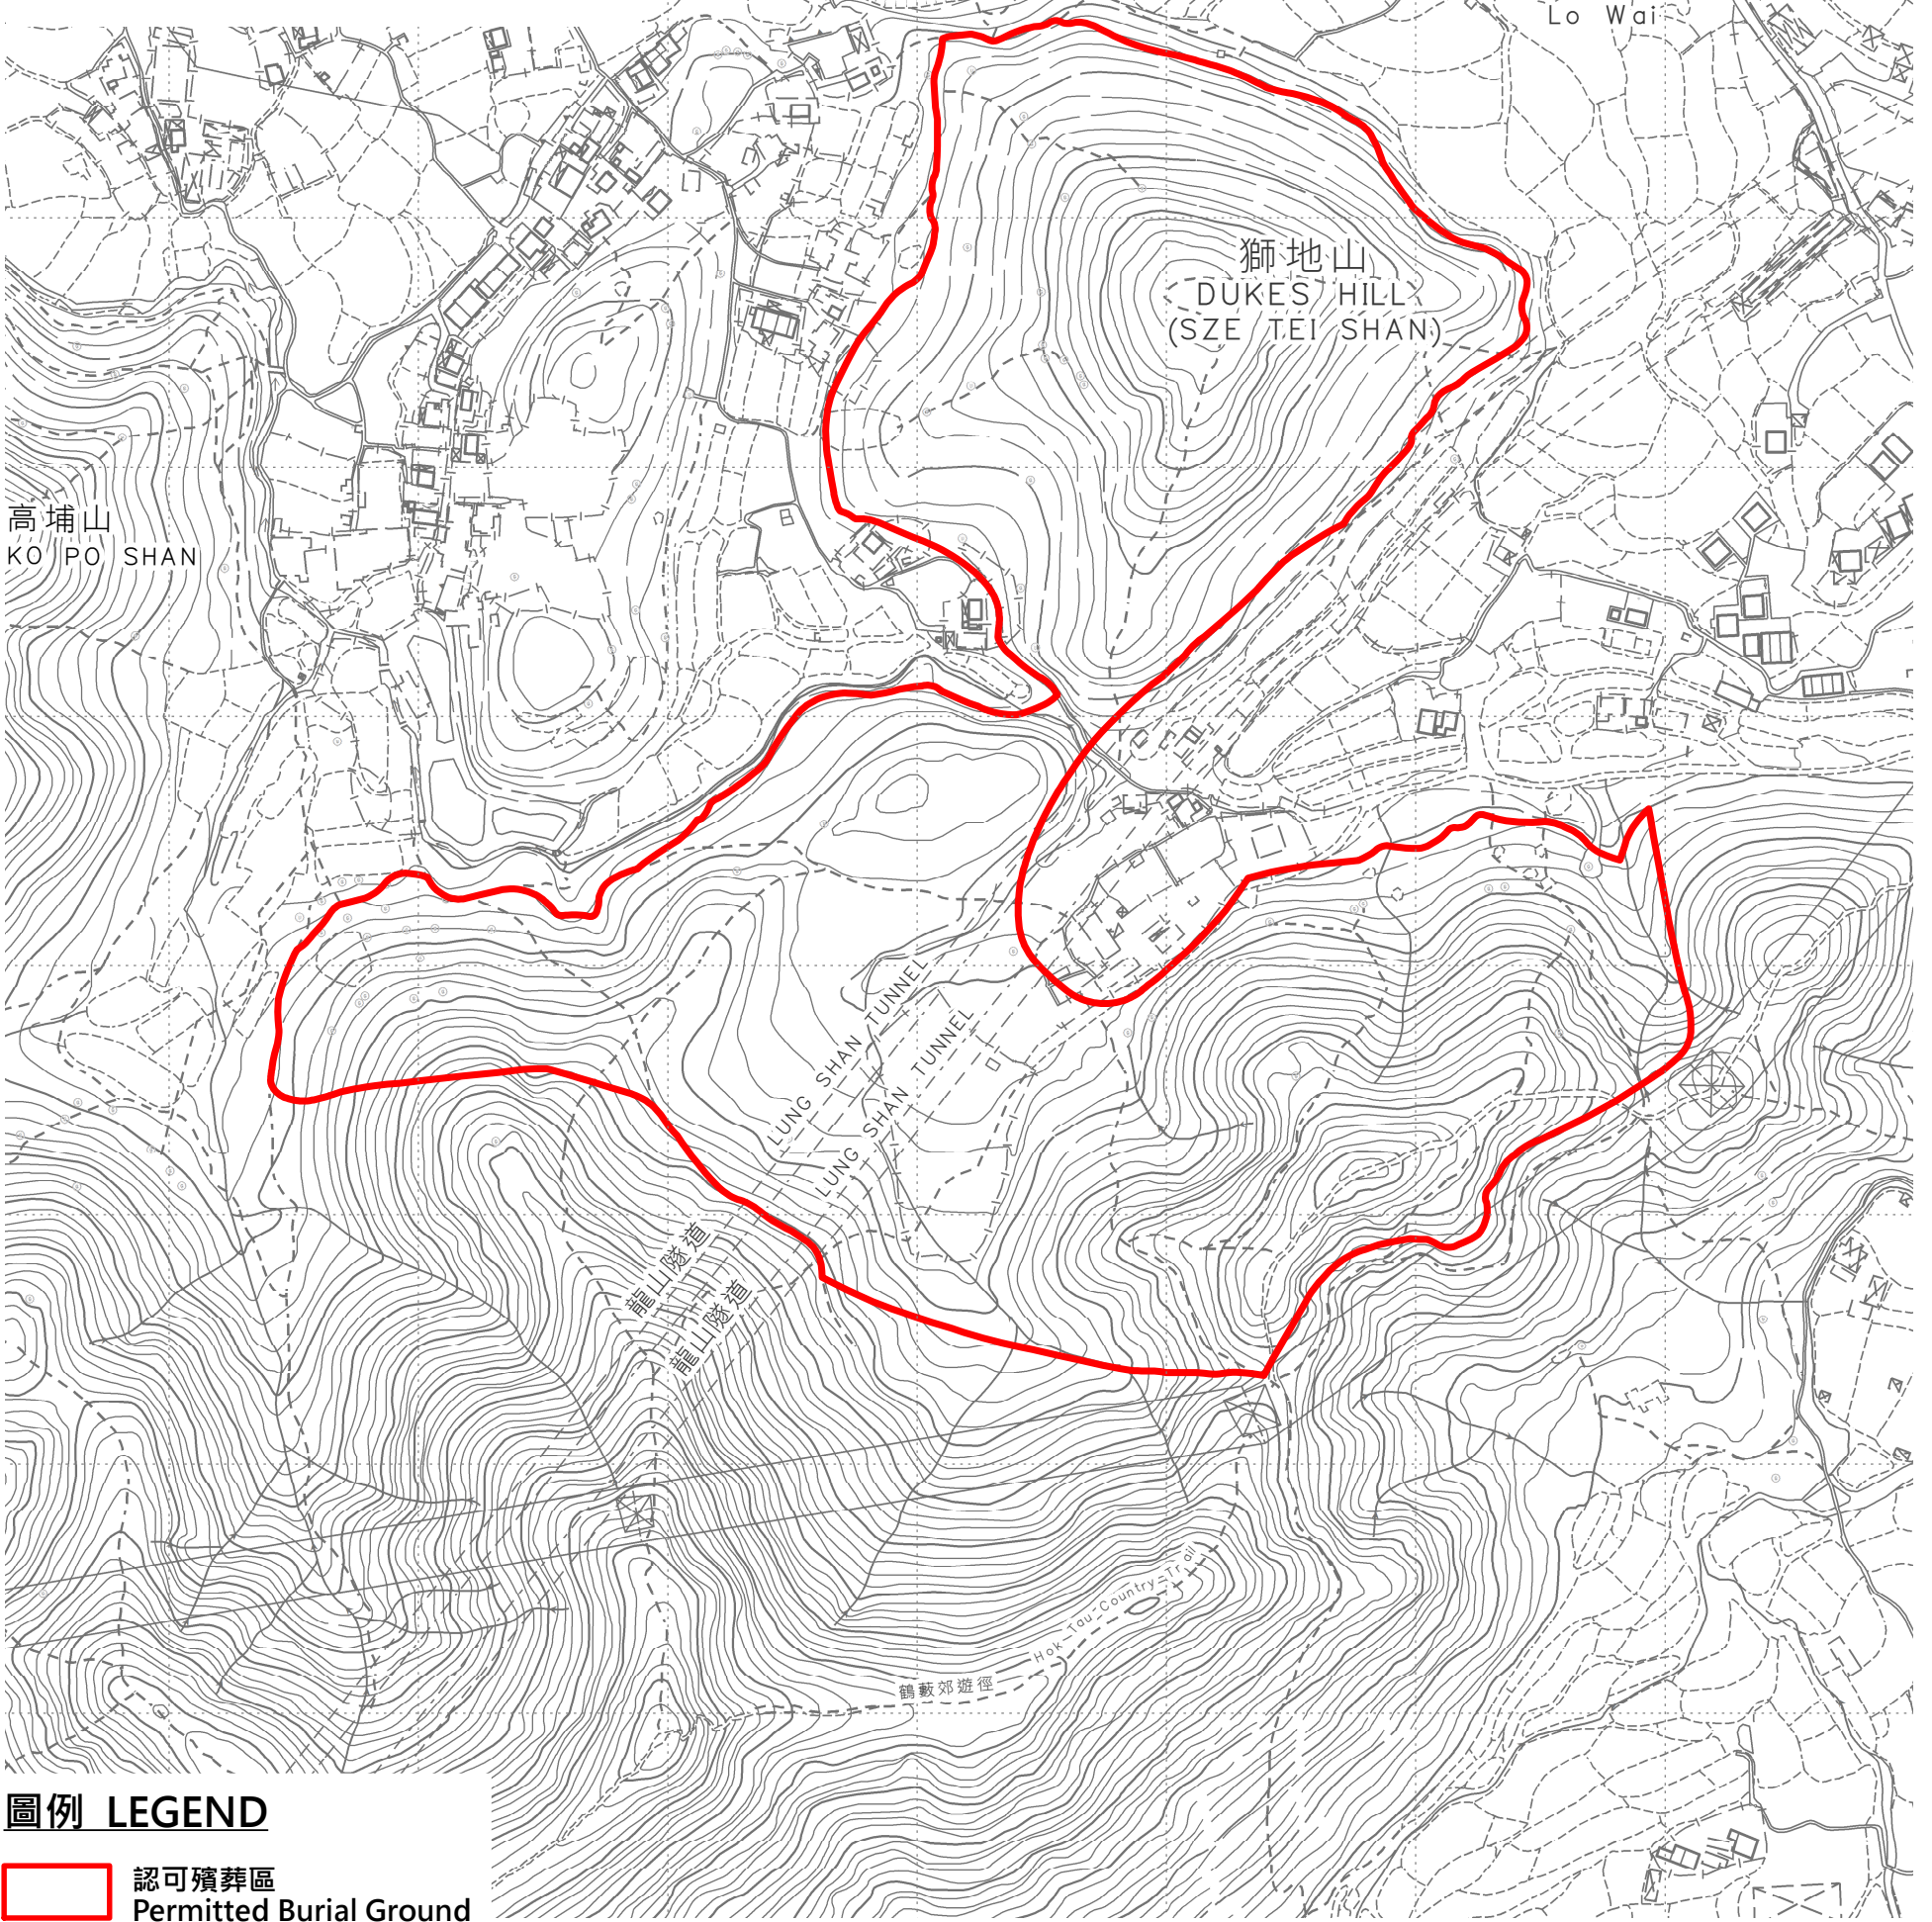 Lo Wai
獅地山
DUKES HILL
(SZE TEI SHAN)
高埔山
KO PO SHAN
LUNG SHAN TUNNEL
LUNG SHAN TUNNEL
龍山隧道
龍山隧道
Hok Tau Country Trail
鶴藪郊遊徑
圖例 LEGEND
認可殯葬區
Permitted Burial Ground